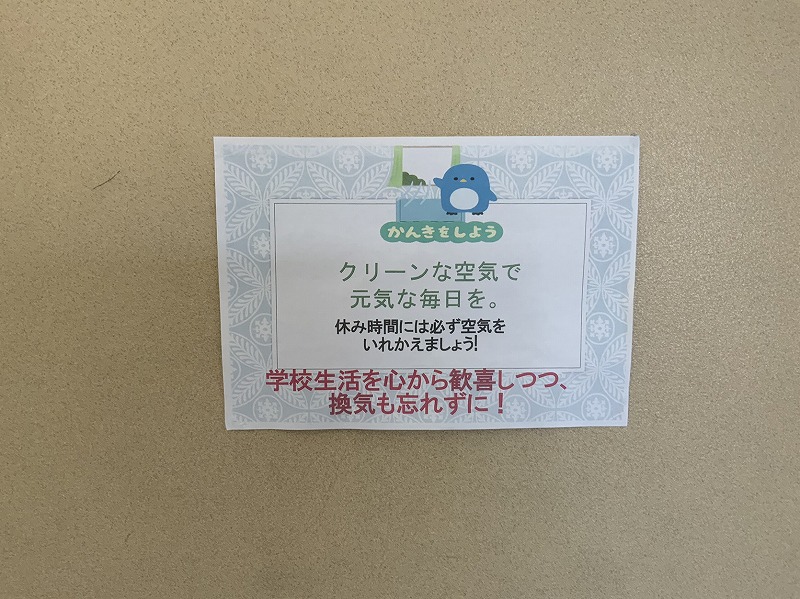 かんきをしよう
クリーンな空気で
元気な毎日を。
休み時間には必ず空気を
いれかえましょう!
学校生活を心から歓喜しつつ、
換気も忘れずに！